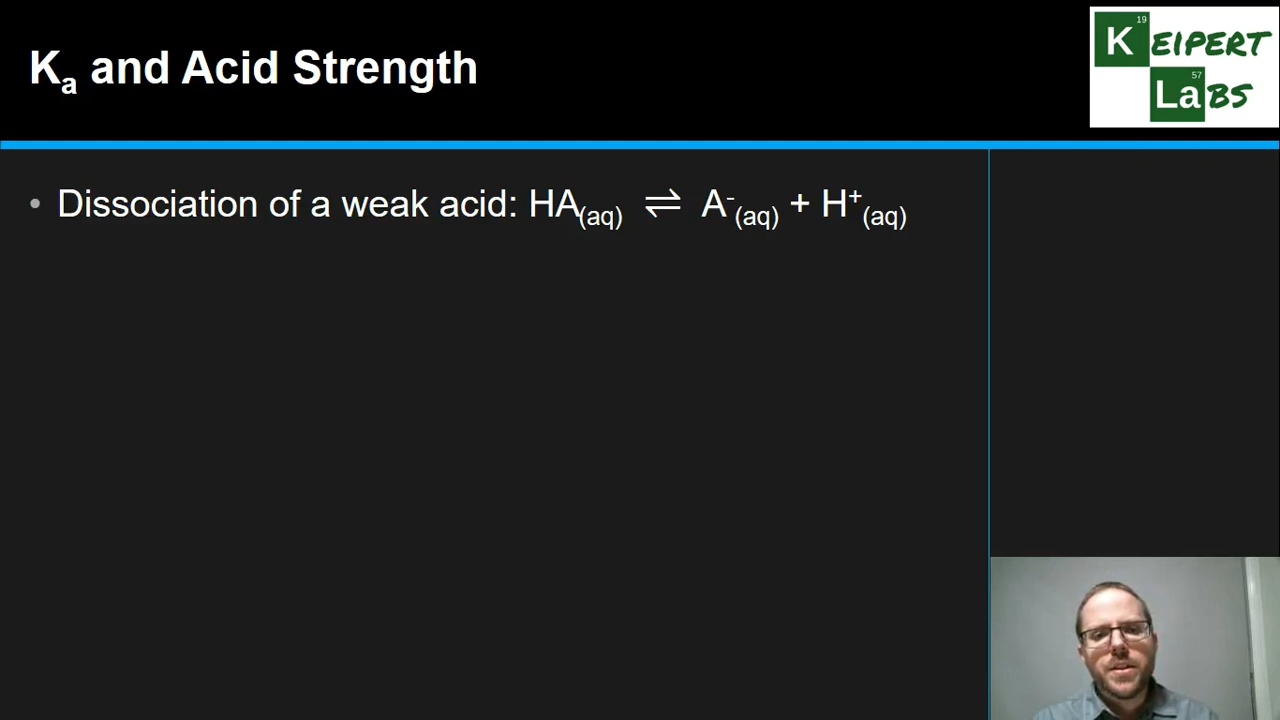 Kₐ and Acid Strength
19
KEIPERT
57
LaBS
• Dissociation of a weak acid: HA(aq) ⇌ A⁻(aq) + H⁺(aq)